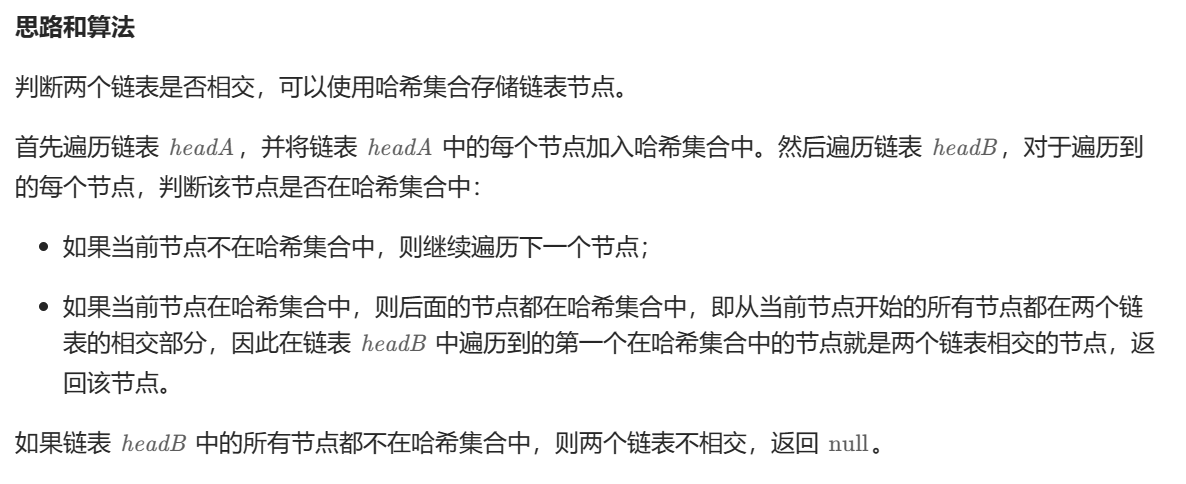 思路和算法
判断两个链表是否相交，可以使用哈希集合存储链表节点。
首先遍历链表 headA，并将链表 headA 中的每个节点加入哈希集合中。然后遍历链表 headB，对于遍历到
的每个节点，判断该节点是否在哈希集合中：
• 如果当前节点不在哈希集合中，则继续遍历下一个节点；
• 如果当前节点在哈希集合中，则后面的节点都在哈希集合中，即从当前节点开始的所有节点都在两个链
表的相交部分，因此在链表 headB 中遍历到的第一个在哈希集合中的节点就是两个链表相交的节点，返
回该节点。
如果链表 headB 中的所有节点都不在哈希集合中，则两个链表不相交，返回 null。